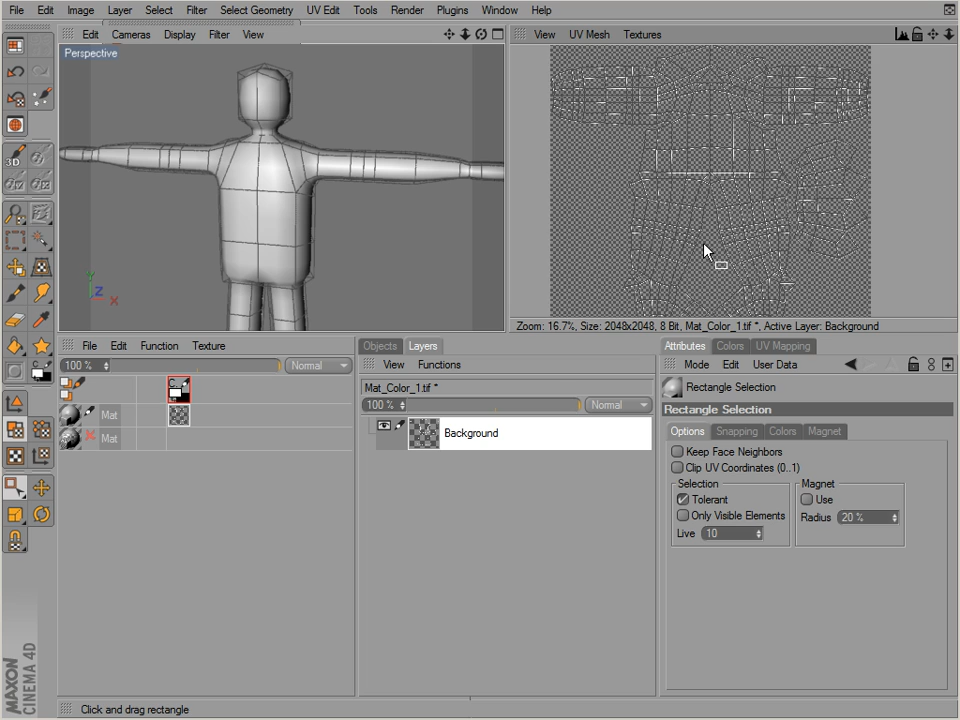 File Edit Image Layer Select Filter Select Geometry UV Edit Tools Render Plugins Window Help
Edit Cameras Display Filter View
View UV Mesh Textures
Perspective
3D
Y
Z
X
Zoom: 16.7%, Size: 2048x2048, 8 Bit, Mat_Color_1.tif *, Active Layer: Background
File Edit Function Texture
100 % Normal
C
Mat
Mat
Objects Layers
View Functions
Mat_Color_1.tif *
100 % Normal
Background
Attributes Colors UV Mapping
Mode Edit User Data
Rectangle Selection
Rectangle Selection
Options Snapping Colors Magnet
Keep Face Neighbors
Clip UV Coordinates (0..1)
Selection Magnet
Tolerant Use
Only Visible Elements Radius 20 %
Live 10
MAXON
CINEMA 4D
Click and drag rectangle